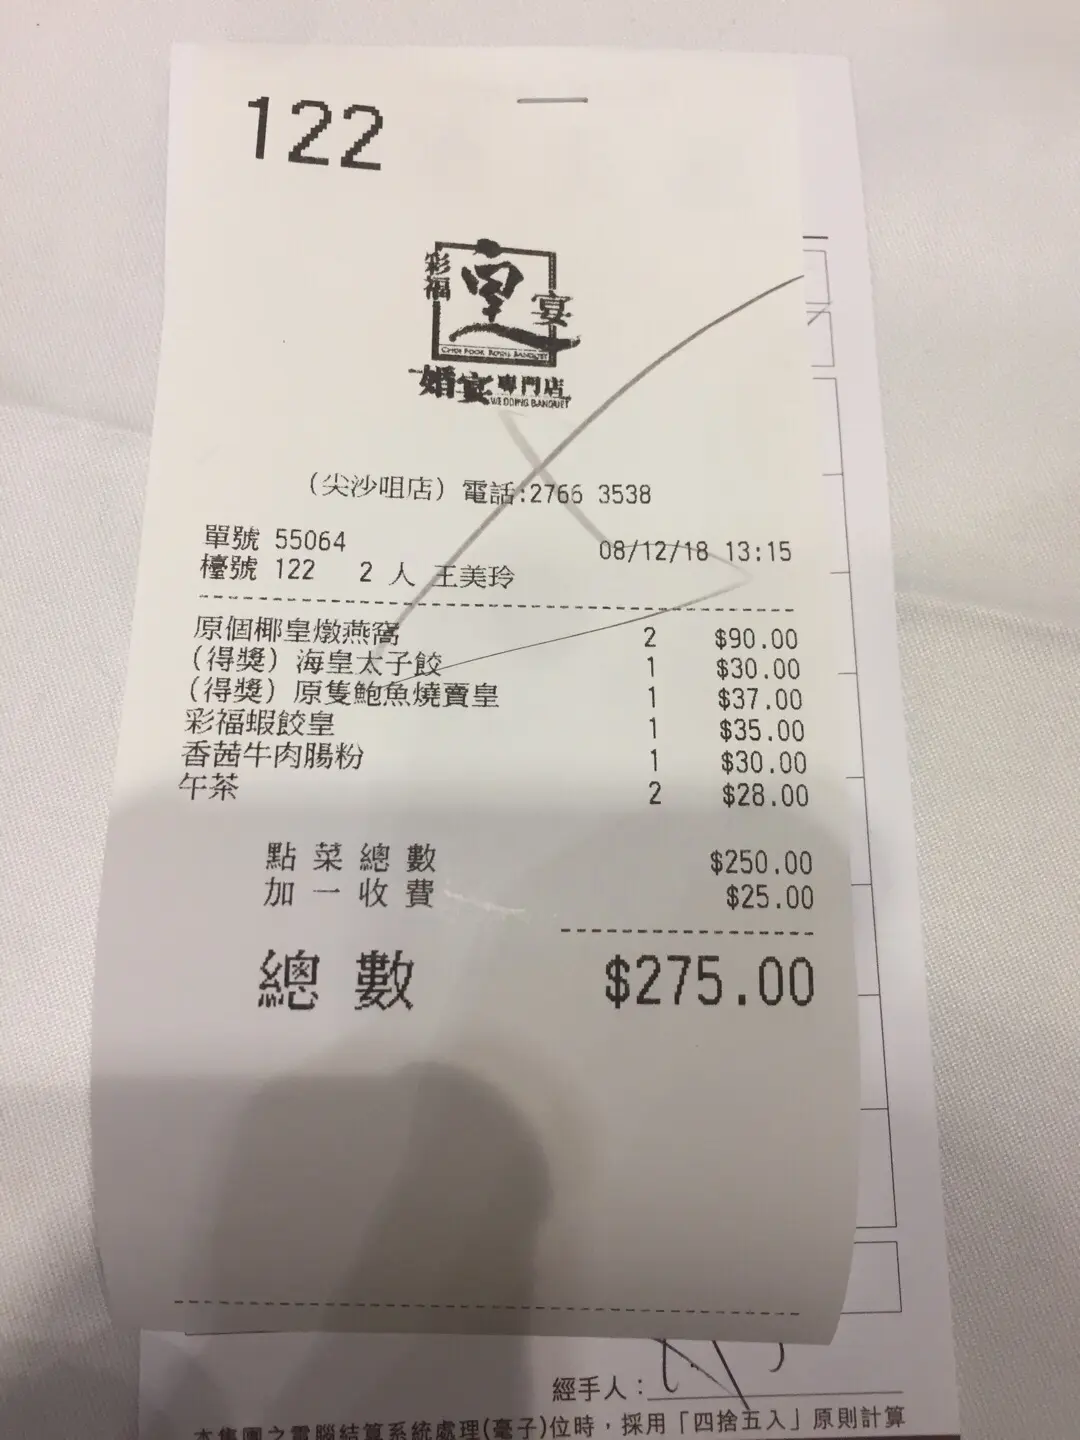 122
彩福 皇 宴
CHOI FOOK ROYAL BANQUET
婚宴專門店
WEDDING BANQUET
(尖沙咀店) 電話:2766 3538
單號 55064 08/12/18 13:15
檯號 122 2 人 王美玲
原個椰皇燉燕窩 2 $90.00
(得獎) 海皇太子餃 1 $30.00
(得獎) 原隻鮑魚燒賣皇 1 $37.00
彩福蝦餃皇 1 $35.00
香茜牛肉腸粉 1 $30.00
午茶 2 $28.00
點菜總數 $250.00
加一收費 $25.00
總數 $275.00
經手人：
本集團之電腦結算系統處理(毫子)位時，採用「四捨五入」原則計算